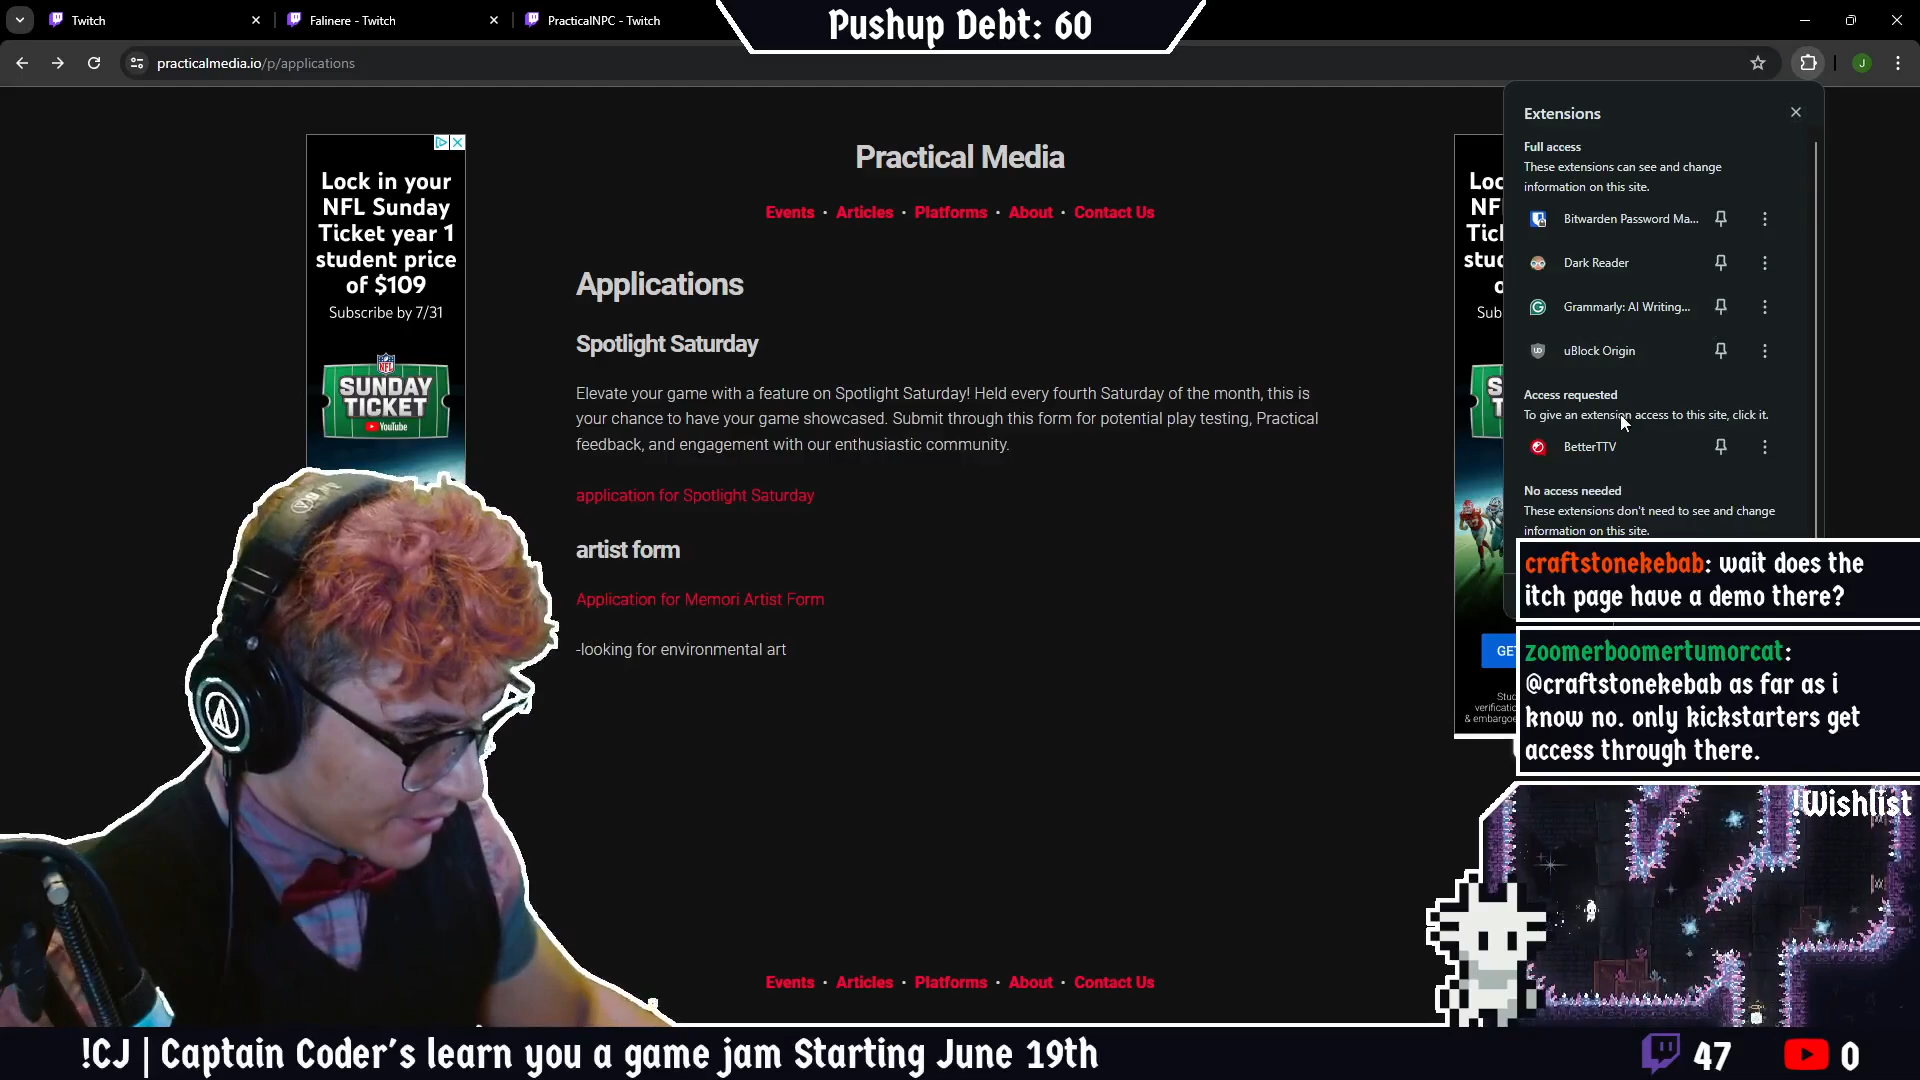 Twitch
Falinere - Twitch
PracticalNPC - Twitch
Pushup Debt: 60
practicalmedia.io/p/applications
J
Lock in your
NFL Sunday
Ticket year 1
student price
of $109
Subscribe by 7/31
NFL
SUNDAY
TICKET
YouTube
Practical Media
Events · Articles · Platforms · About · Contact Us
Applications
Spotlight Saturday
Elevate your game with a feature on Spotlight Saturday! Held every fourth Saturday of the month, this is
your chance to have your game showcased. Submit through this form for potential play testing, Practical
feedback, and engagement with our enthusiastic community.
application for Spotlight Saturday
artist form
Application for Memori Artist Form
-looking for environmental art
Events · Articles · Platforms · About · Contact Us
Extensions
Full access
These extensions can see and change
information on this site.
Bitwarden Password Ma...
Dark Reader
Grammarly: AI Writing...
uBlock Origin
Access requested
To give an extension access to this site, click it.
BetterTTV
No access needed
These extensions don't need to see and change
information on this site.
craftstonekebab: wait does the
itch page have a demo there?
zoomerboomertumorcat:
@craftstonekebab as far as i
know no. only kickstarters get
access through there.
!Wishlist
!CJ | Captain Coder's learn you a game jam Starting June 19th
47
0